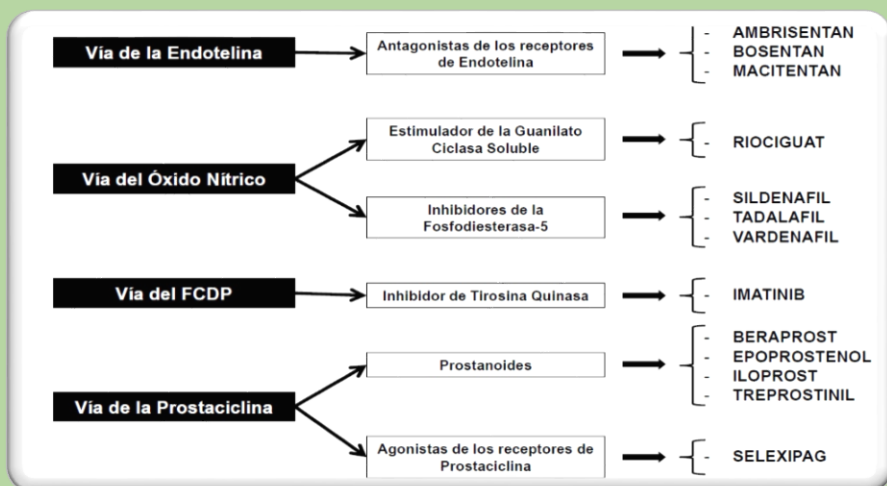 Vía de la Endotelina
Antagonistas de los receptores
de Endotelina
- AMBRISENTAN
- BOSENTAN
- MACITENTAN
Vía del Óxido Nítrico
Estimulador de la Guanilato
Ciclasa Soluble
- RIOCIGUAT
Inhibidores de la
Fosfodiesterasa-5
- SILDENAFIL
- TADALAFIL
- VARDENAFIL
Vía del FCDP
Inhibidor de Tirosina Quinasa
- IMATINIB
Vía de la Prostaciclina
Prostanoides
- BERAPROST
- EPOPROSTENOL
- ILOPROST
- TREPROSTINIL
Agonistas de los receptores de
Prostaciclina
- SELEXIPAG